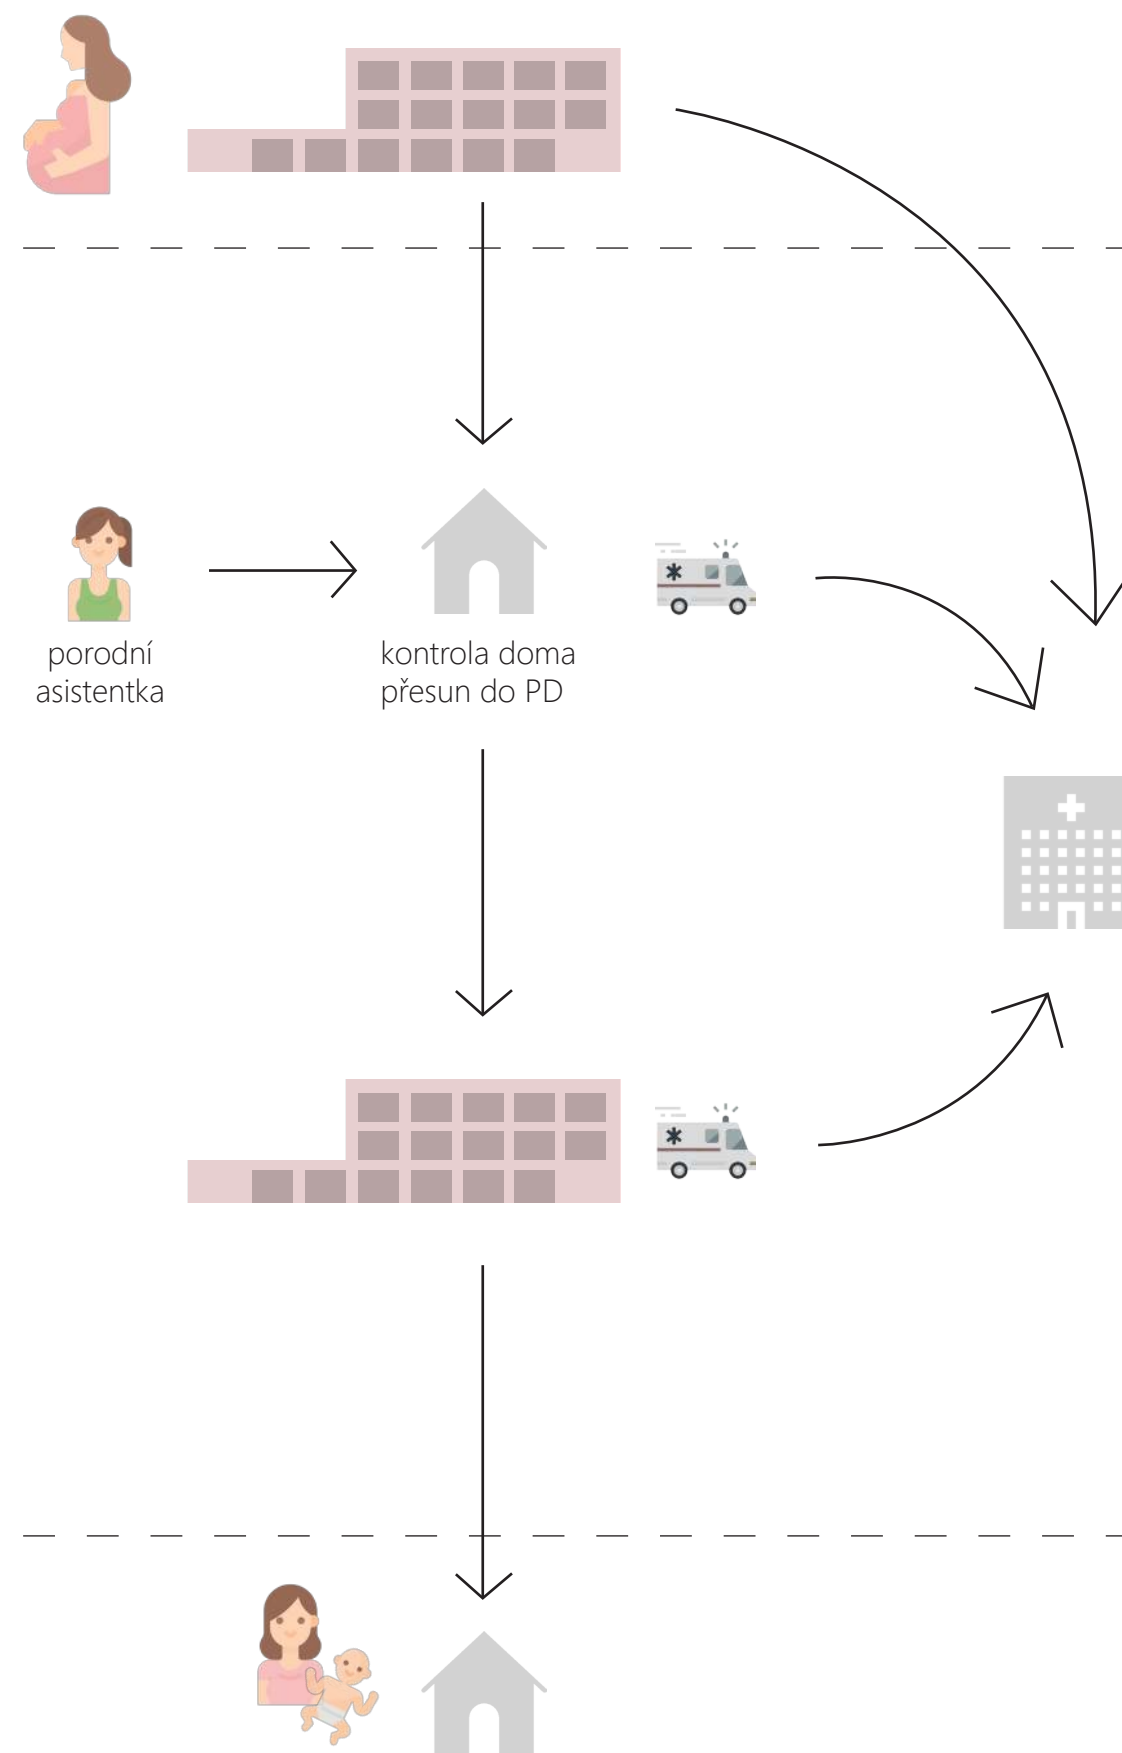 porodní
asistentka
kontrola doma
přesun do PD